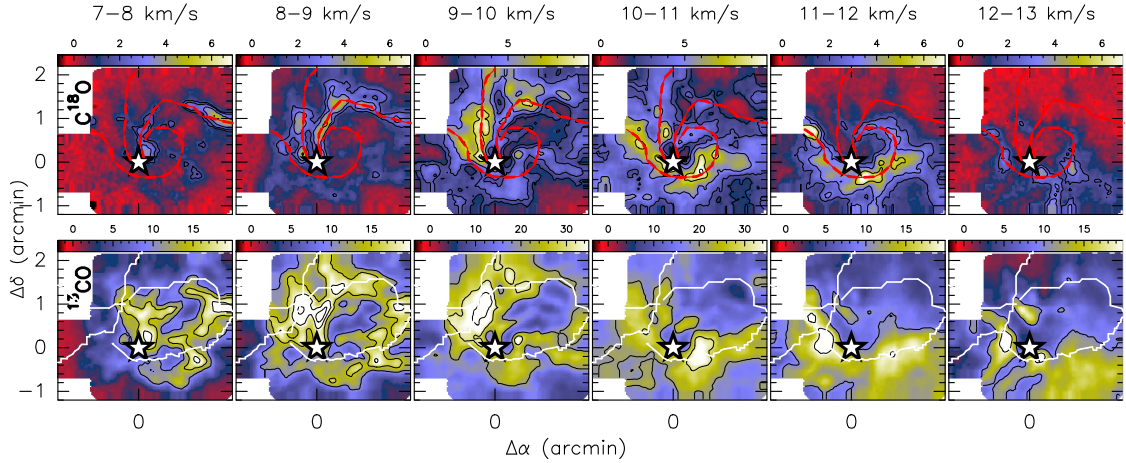 7−8 km/s 8−9 km/s 9−10 km/s 10−11 km/s 11−12 km/s 12−13 km/s
0 2 4 6 0 2 4 6 0 5 0 5 0 2 4 6 0 2 4 6
C¹⁸O
2
1
0
−1
0 5 10 15 0 5 10 15 20 0 10 20 30 0 10 20 30 0 5 10 15 0 5 10 15
¹³CO
2
1
0
−1
0 0 0 0 0 0
Δδ (arcmin)
Δα (arcmin)